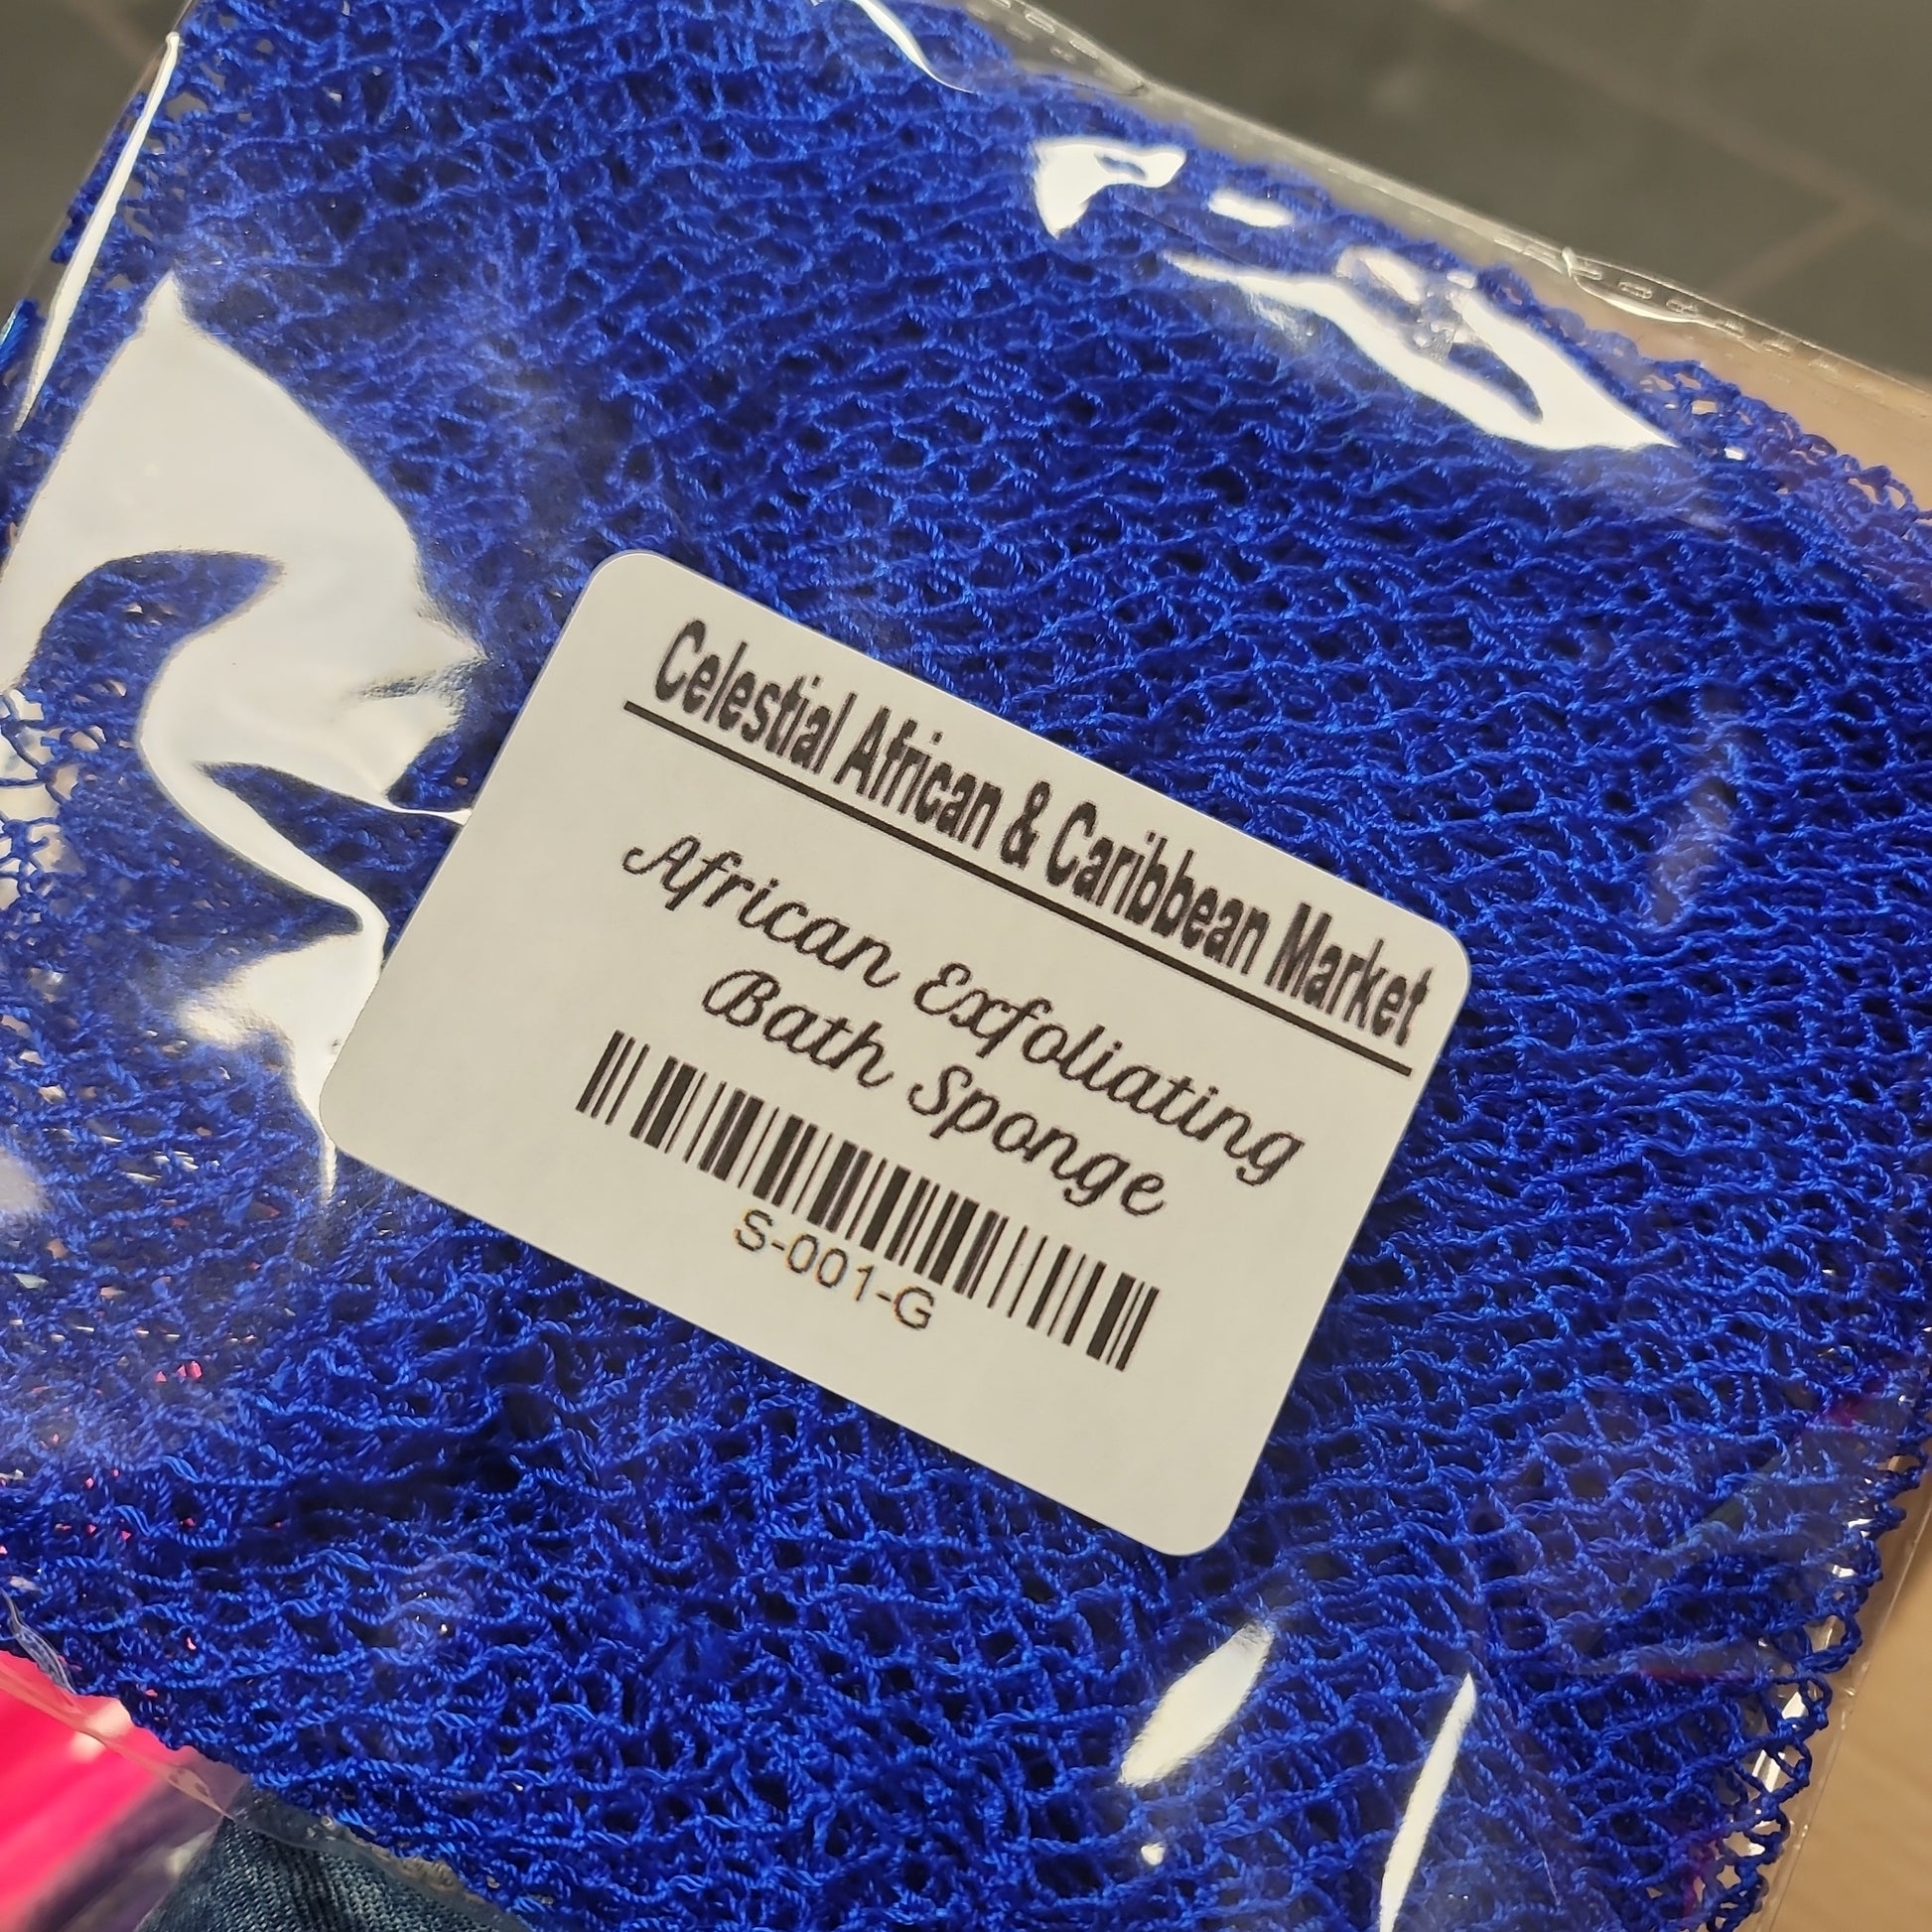 Celestial African & Caribbean Market
African Exfoliating
Bath Sponge
S-001-G